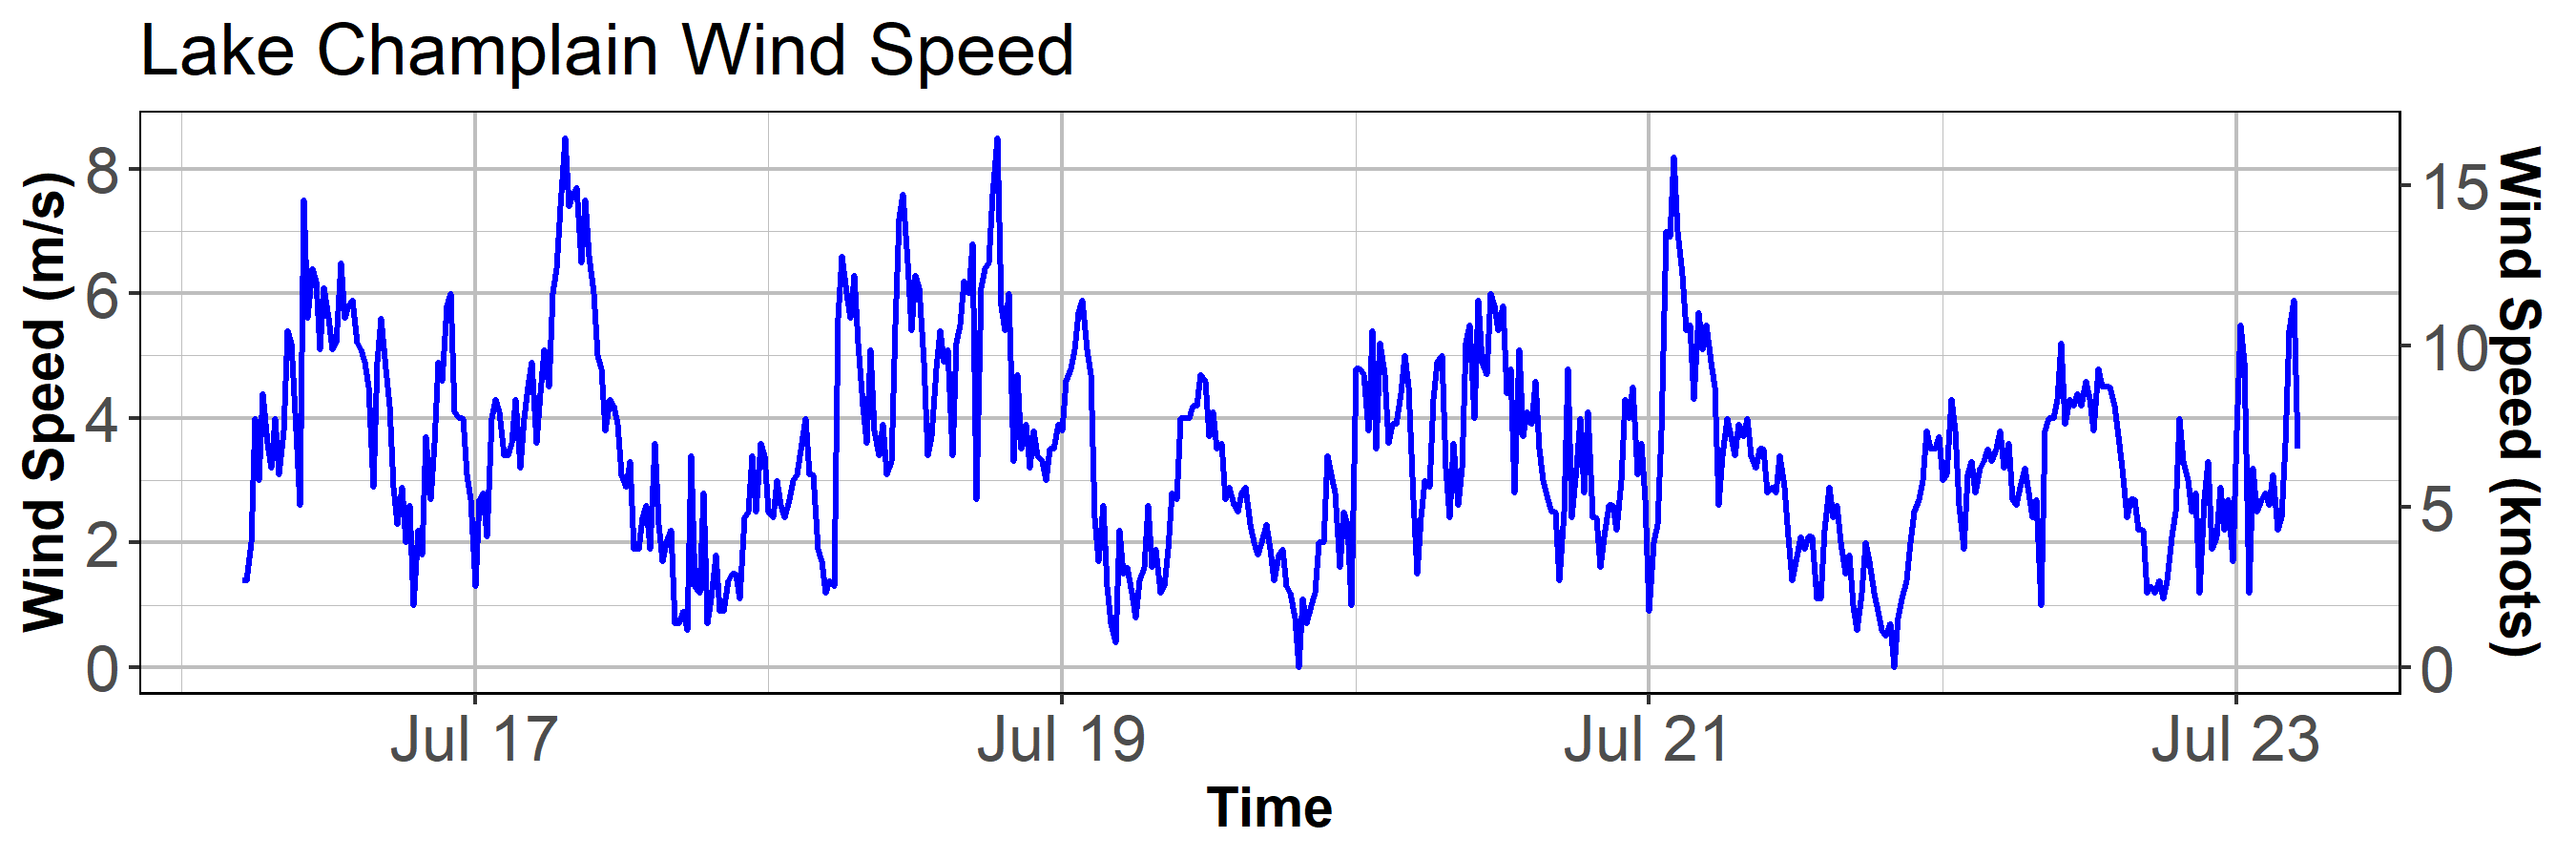 Lake Champlain Wind Speed
Wind Speed (m/s)
8
6
4
2
0
15
10
5
0
Wind Speed (knots)
Jul 17
Jul 19
Jul 21
Jul 23
Time